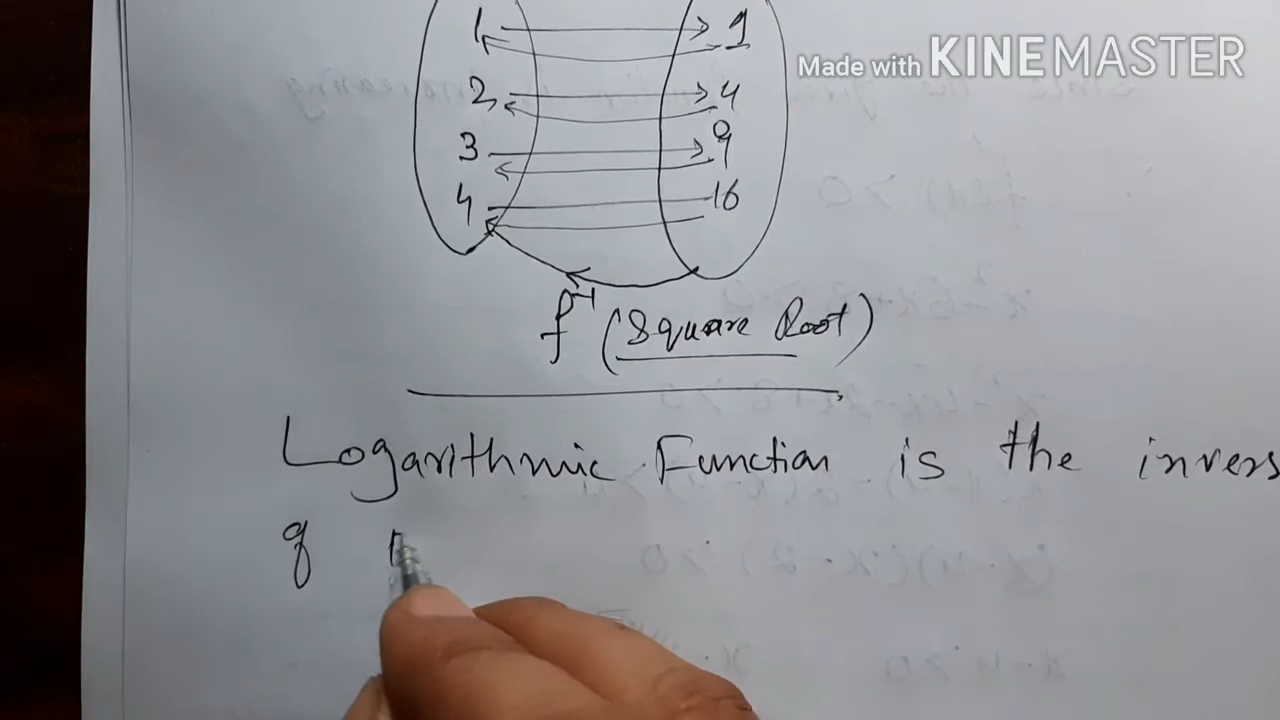 Made with KINEMASTER
1 1
2 4
3 9
4 16
f⁻¹ (Square Root)
Logarithmic Function is the invers
of